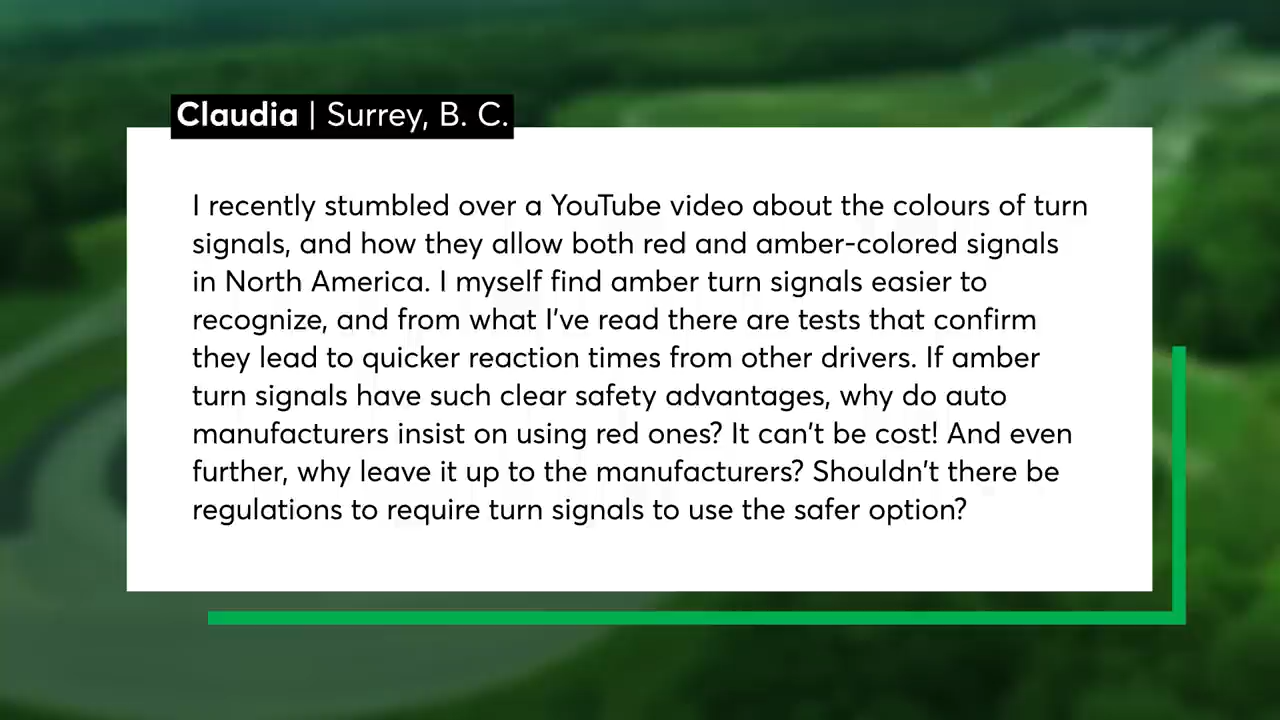 Claudia | Surrey, B. C.
I recently stumbled over a YouTube video about the colours of turn
signals, and how they allow both red and amber-colored signals
in North America. I myself find amber turn signals easier to
recognize, and from what I've read there are tests that confirm
they lead to quicker reaction times from other drivers. If amber
turn signals have such clear safety advantages, why do auto
manufacturers insist on using red ones? It can't be cost! And even
further, why leave it up to the manufacturers? Shouldn't there be
regulations to require turn signals to use the safer option?